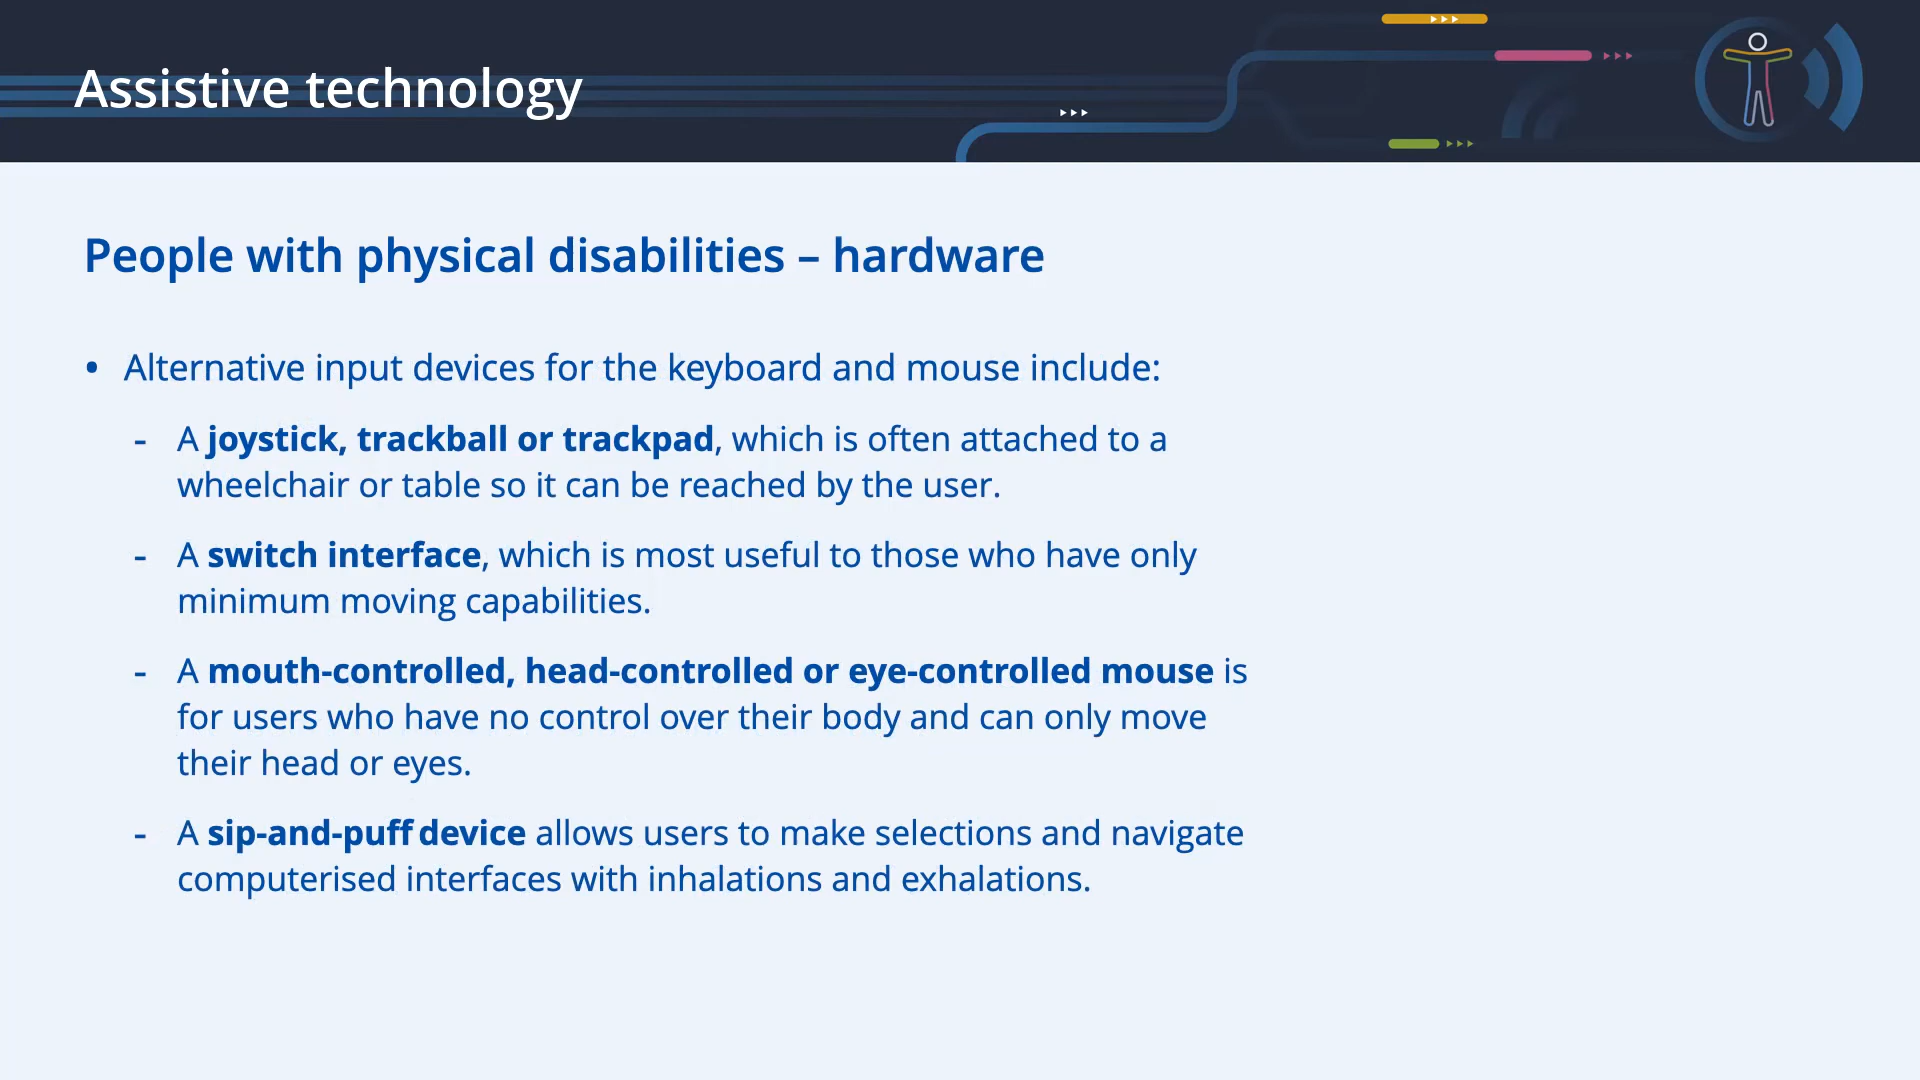 Assistive technology
People with physical disabilities – hardware
• Alternative input devices for the keyboard and mouse include:
- A joystick, trackball or trackpad, which is often attached to a
wheelchair or table so it can be reached by the user.
- A switch interface, which is most useful to those who have only
minimum moving capabilities.
- A mouth-controlled, head-controlled or eye-controlled mouse is
for users who have no control over their body and can only move
their head or eyes.
- A sip-and-puff device allows users to make selections and navigate
computerised interfaces with inhalations and exhalations.